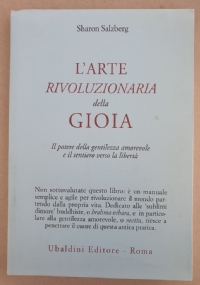 Sharon Salzberg
L'ARTE
RIVOLUZIONARIA
della
GIOIA
Il potere della gentilezza amorevole
e il sentiero verso la libertà
Non sottovalutate questo libro: è un manuale
semplice e agile per rivoluzionare il mondo par-
tendo dalla propria vita. Dedicato alle 'sublimi
dimore' buddhiste, o brahma-vihara, e in partico-
lare alla gentilezza amorevole, o metta, riesce a
penetrare il cuore di questa antica pratica.
Ubaldini Editore - Roma